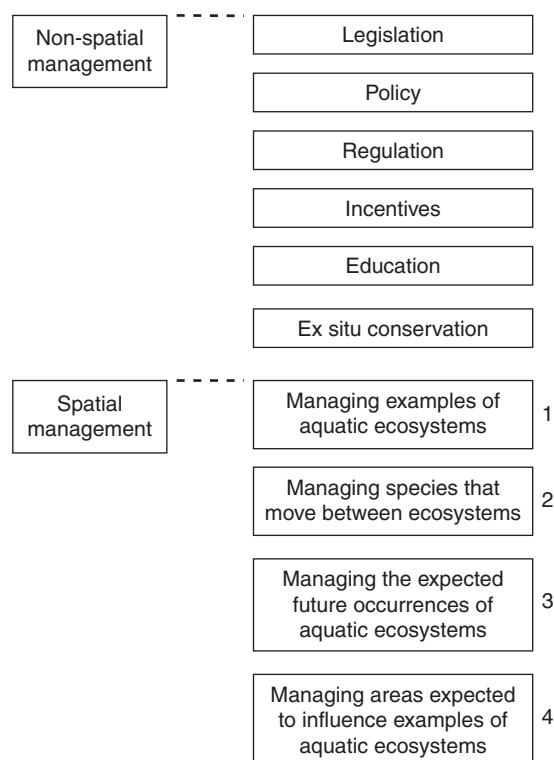 Non-spatial
management
Legislation
Policy
Regulation
Incentives
Education
Ex situ conservation
Spatial
management
Managing examples of
aquatic ecosystems
1
Managing species that
move between ecosystems
2
Managing the expected
future occurrences of
aquatic ecosystems
3
Managing areas expected
to influence examples of
aquatic ecosystems
4